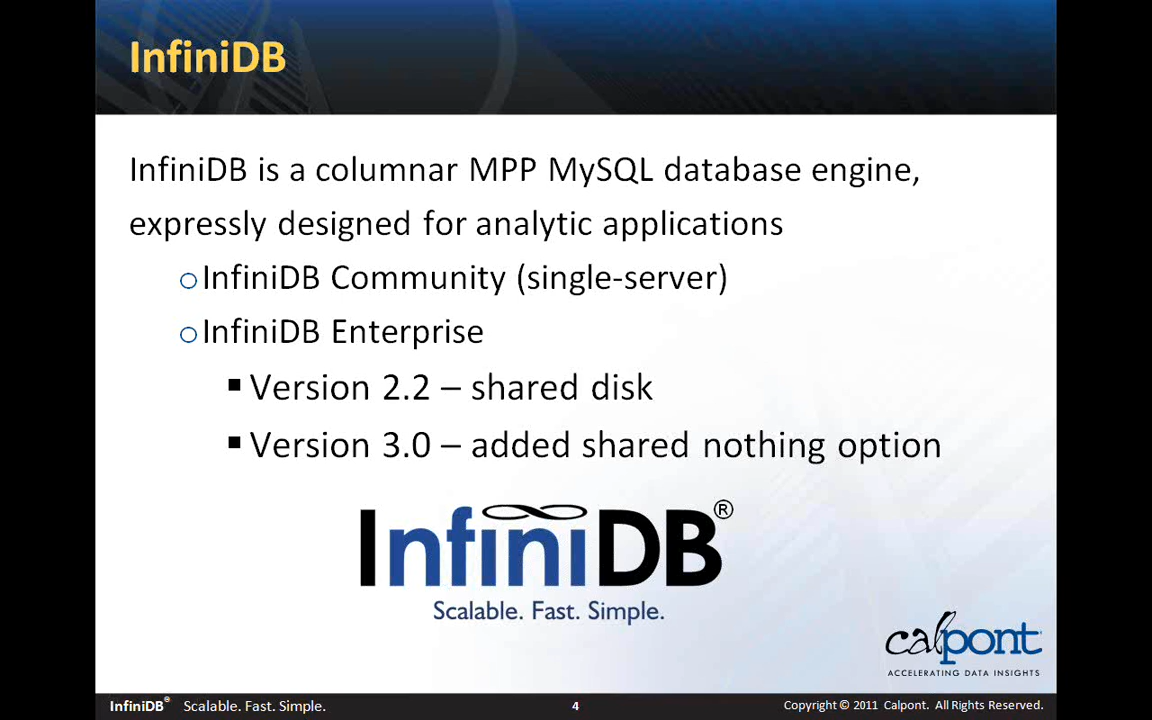 InfiniDB
InfiniDB is a columnar MPP MySQL database engine,
expressly designed for analytic applications
InfiniDB Community (single-server)
InfiniDB Enterprise
Version 2.2 – shared disk
Version 3.0 – added shared nothing option
InfiniDB®
Scalable. Fast. Simple.
calpont
ACCELERATING DATA INSIGHTS
InfiniDB® Scalable. Fast. Simple. 4 Copyright © 2011 Calpont. All Rights Reserved.